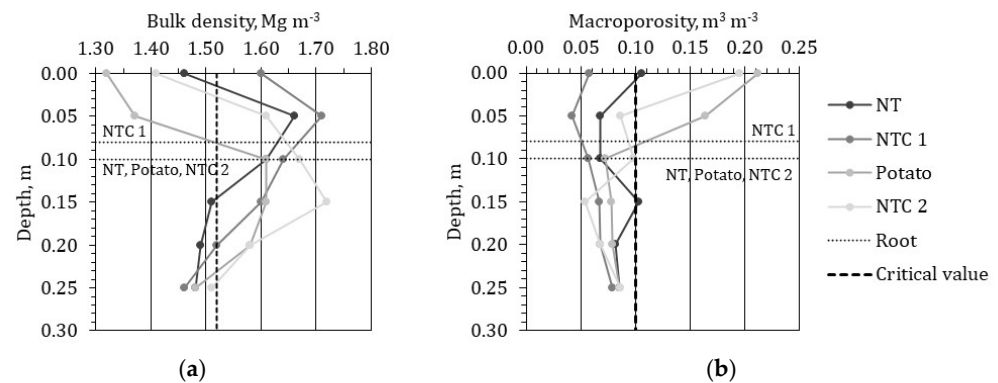 Bulk density, Mg m⁻³
1.30 1.40 1.50 1.60 1.70 1.80
0.00
0.05
0.10
0.15
0.20
0.25
0.30
Depth, m
NTC 1
NT, Potato, NTC 2
(a)
Macroporosity, m³ m⁻³
0.00 0.05 0.10 0.15 0.20 0.25
0.00
0.05
0.10
0.15
0.20
0.25
0.30
Depth, m
NTC 1
NT, Potato, NTC 2
(b)
NT
NTC 1
Potato
NTC 2
Root
Critical value